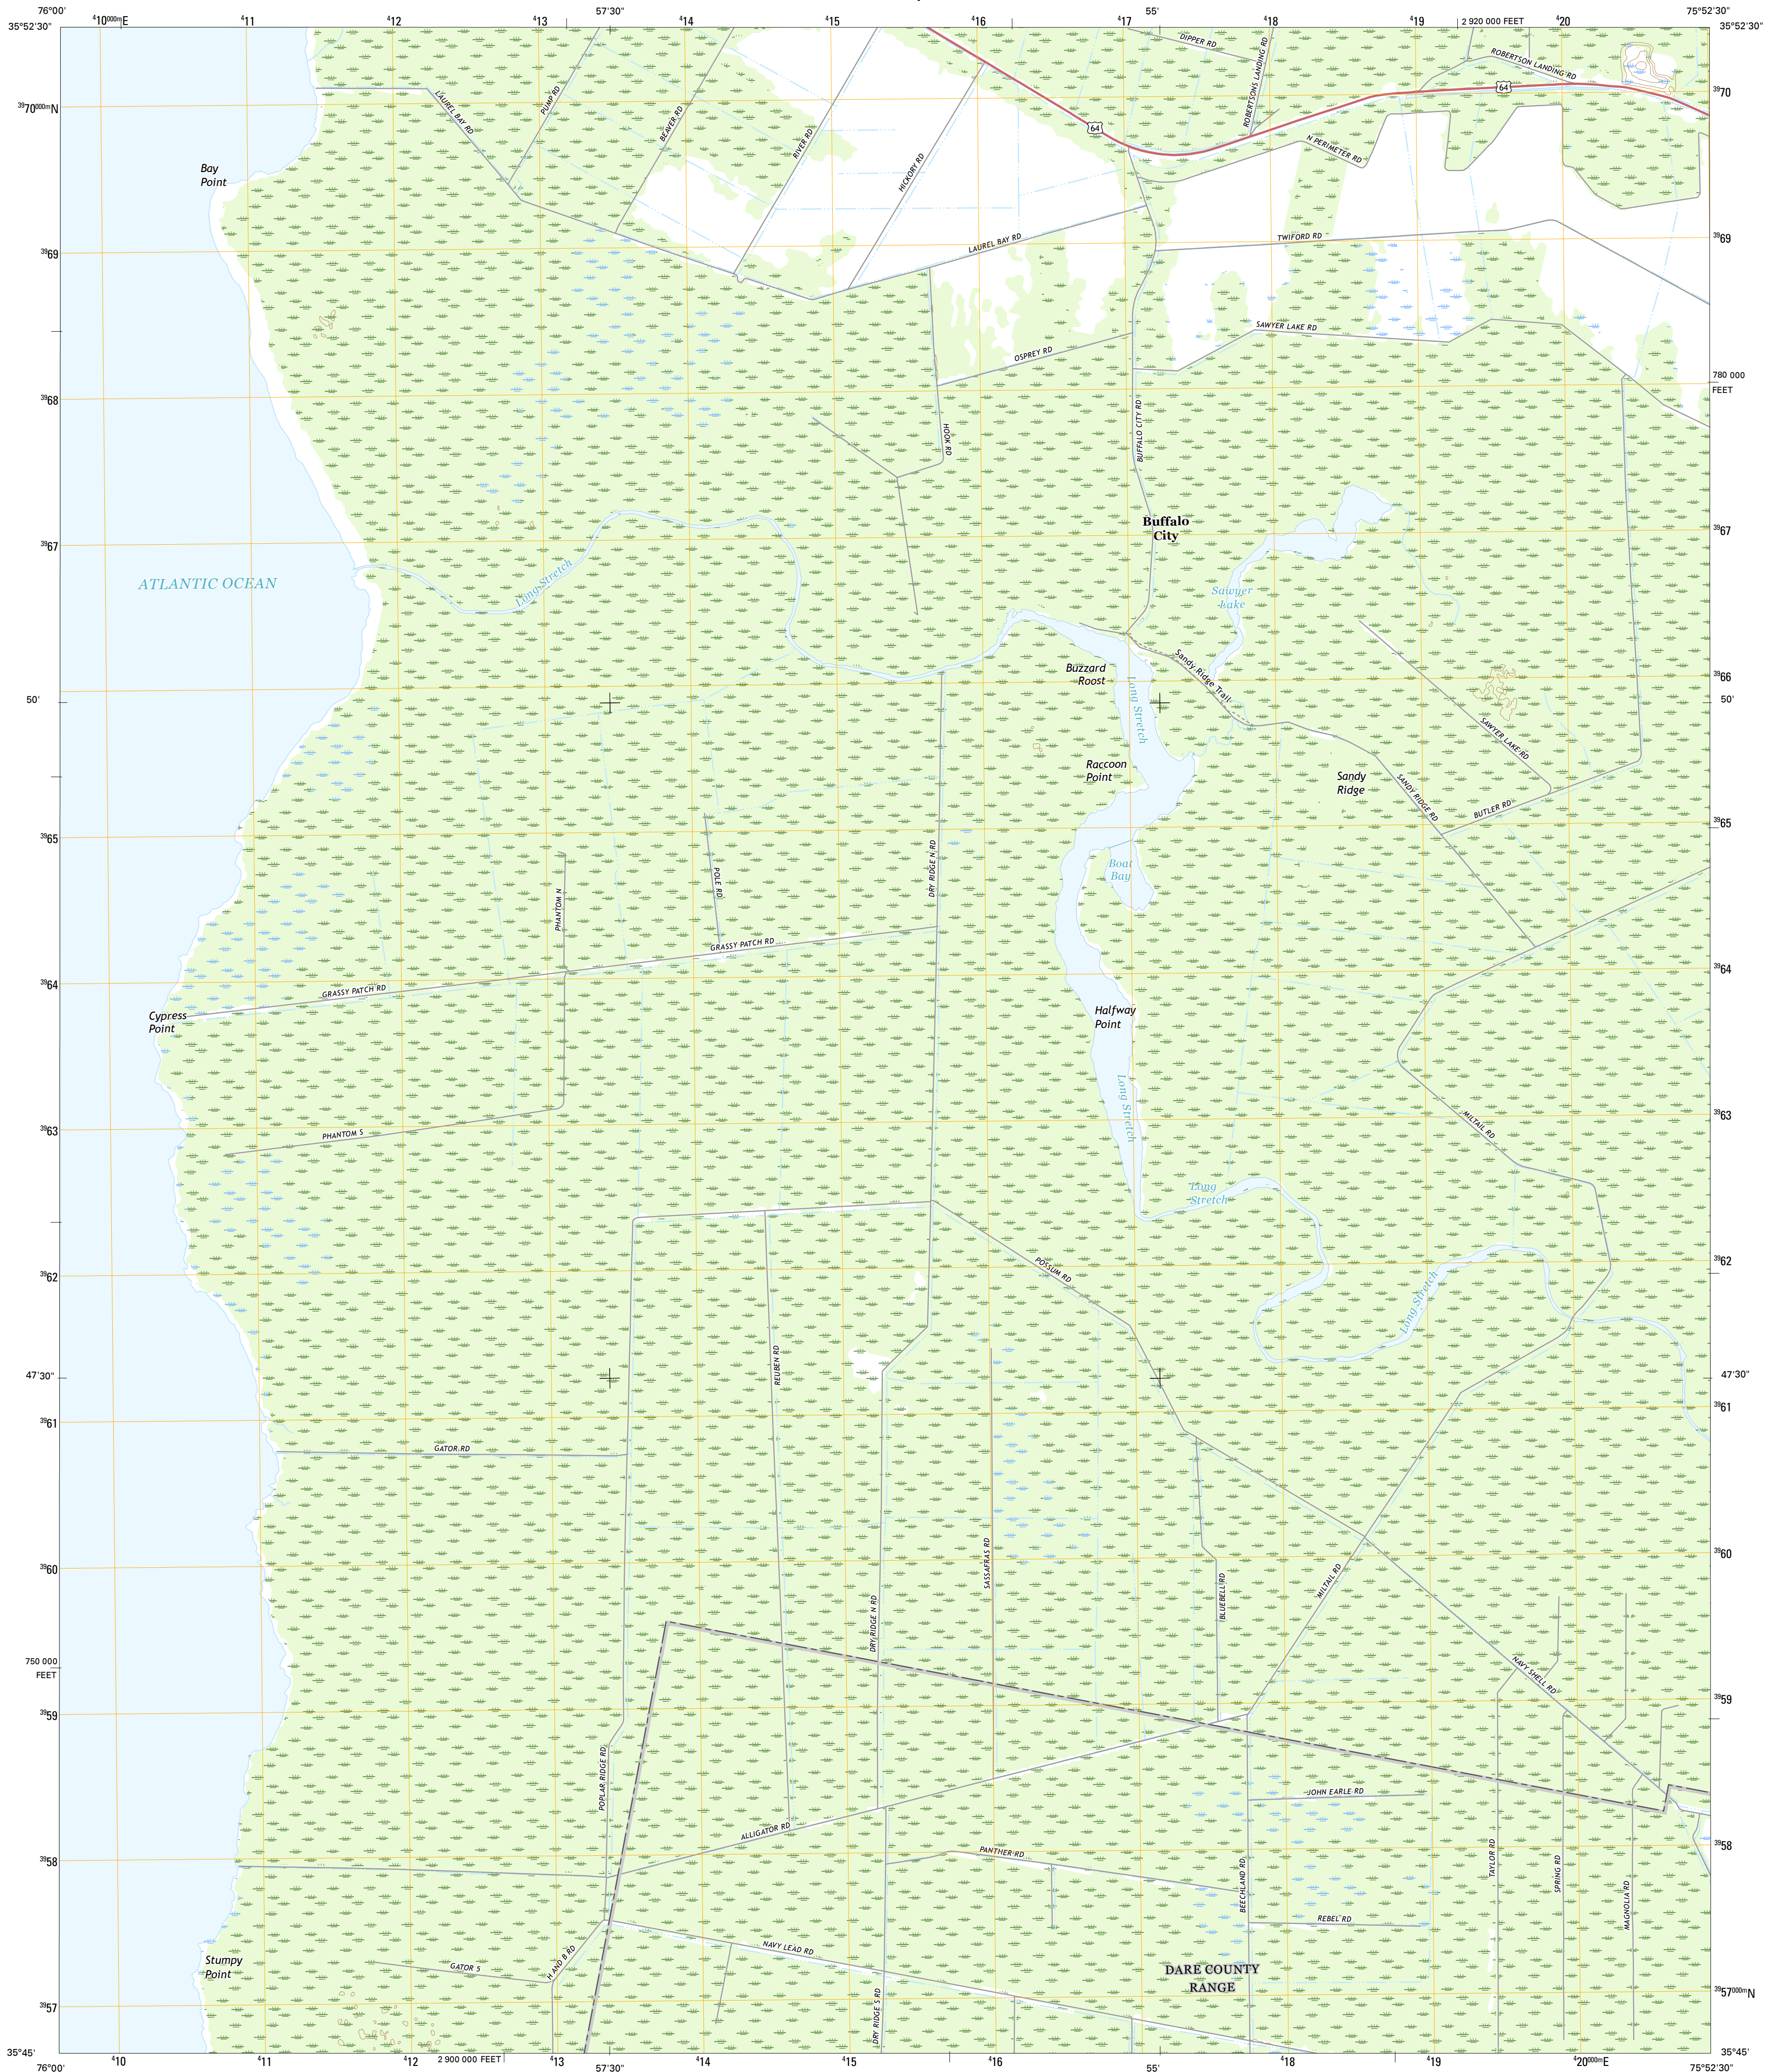 76°00'
⁴10⁰⁰⁰ᵐE
⁴11
⁴12
⁴13
57'30"
⁴14
⁴15
⁴16
⁴17
55'
⁴18
⁴19
2 920 000 FEET
⁴20
75°52'30"
35°52'30"
35°52'30"
DIPPER RD
ROBERTSONS LANDING RD
ROBERTSON LANDING RD
64
³⁹70⁰⁰⁰ᵐN
LAUREL BAY RD
PUMP RD
BEAVER RD
RIVER RD
HICKORY RD
64
N PERIMETER RD
³⁹70
Bay
Point
LAUREL BAY RD
TWIFORD RD
³⁹69
³⁹69
OSPREY RD
SAWYER LAKE RD
780 000
FEET
³⁹68
³⁹68
HOOK RD
BUFFALO CITY RD
Buffalo
City
³⁹67
³⁹67
ATLANTIC OCEAN
Long Stretch
Sawyer
Lake
Buzzard
Roost
Sandy Ridge Trail
³⁹66
50'
50'
Long Stretch
SAWYER LAKE RD
Raccoon
Point
Sandy
Ridge
SANDY RIDGE RD
BUTLER RD
³⁹65
³⁹65
Boat
Bay
PHANTOM N
POLE RD
DRY RIDGE N RD
GRASSY PATCH RD
GRASSY PATCH RD
³⁹64
³⁹64
Cypress
Point
Halfway
Point
Long Stretch
MILTAIL RD
³⁹63
³⁹63
PHANTOM S
Long
Stretch
POSSUM RD
Long Stretch
³⁹62
³⁹62
REUBEN RD
47'30"
47'30"
³⁹61
³⁹61
GATOR RD
SASSAFRAS RD
³⁹60
³⁹60
DRY RIDGE N RD
BLUEBELL RD
MILTAIL RD
750 000
FEET
NAVY SHELL RD
³⁹59
³⁹59
POPLAR RIDGE RD
JOHN EARLE RD
ALLIGATOR RD
³⁹58
³⁹58
PANTHER RD
BEECHLAND RD
TAYLOR RD
SPRING RD
MAGNOLIA RD
REBEL RD
NAVY LEAD RD
H AND B RD
Stumpy
Point
GATOR S
DARE COUNTY
RANGE
³⁹57
³⁹57⁰⁰⁰ᵐN
DRY RIDGE S RD
35°45'
35°45'
76°00'
⁴10
⁴11
⁴12
2 900 000 FEET
⁴13
57'30"
⁴14
⁴15
⁴16
55'
⁴18
⁴19
⁴20⁰⁰⁰ᵐE
75°52'30"